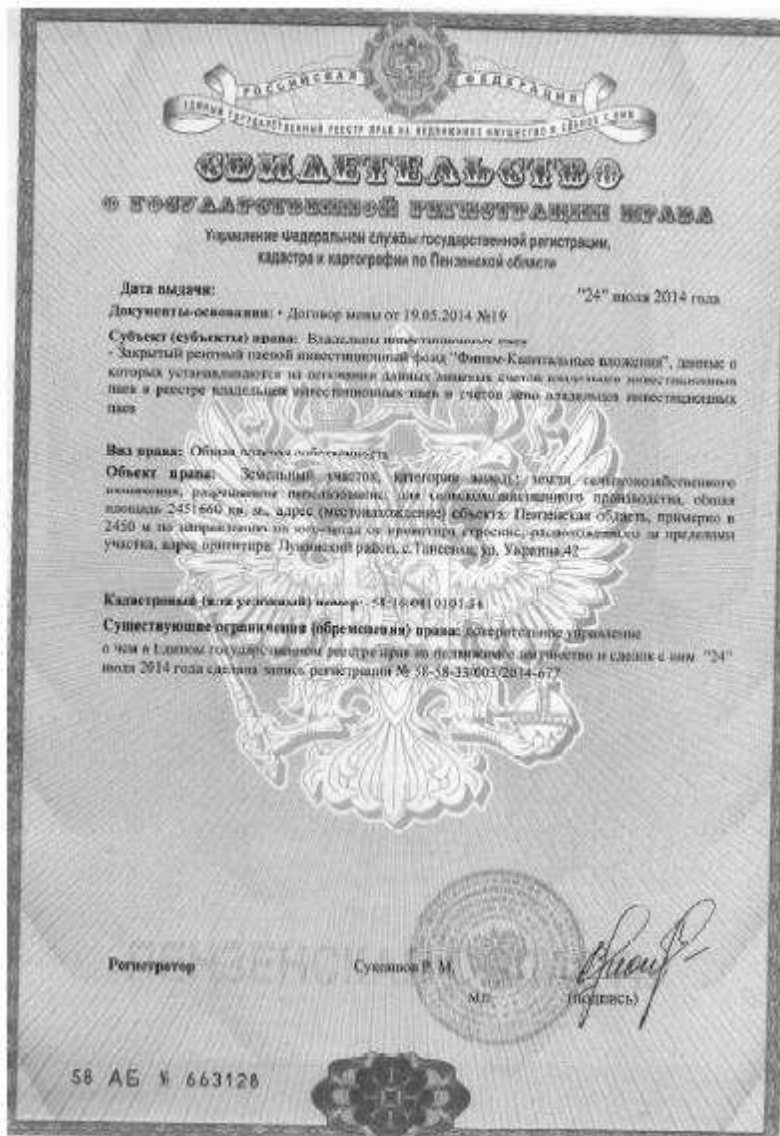 РОССИЙСКАЯ ФЕДЕРАЦИЯ
ЕДИНЫЙ ГОСУДАРСТВЕННЫЙ РЕЕСТР ПРАВ НА НЕДВИЖИМОЕ ИМУЩЕСТВО И СДЕЛОК С НИМ
СВИДЕТЕЛЬСТВО
О ГОСУДАРСТВЕННОЙ РЕГИСТРАЦИИ ПРАВА
Управление Федеральной службы государственной регистрации,
кадастра и картографии по Пензенской области
Дата выдачи: "24" июля 2014 года
Документы-основания: • Договор мены от 19.05.2014 №19
Субъект (субъекты) права: Владельцы инвестиционных паев
- Закрытый рентный паевой инвестиционный фонд "Финам-Капитальные вложения", данные о
которых устанавливаются на основании данных лицевых счетов владельцев инвестиционных
паев в реестре владельцев инвестиционных паев и счетов депо владельцев инвестиционных
паев
Вид права: Общая долевая собственность
Объект права: Земельный участок, категория земель: земли сельскохозяйственного
назначения, разрешенное использование: для сельскохозяйственного производства, общая
площадь 2451660 кв. м., адрес (местонахождение) объекта: Пензенская область, примерно в
2450 м по направлению на от ориентира строение, расположенного за пределами
участка, адрес ориентира: Лунинский район, с. ул. Украина,42
Кадастровый (или условный) номер:
Существующие ограничения (обременения) права: доверительное управление
о чем в Едином государственном реестре прав на недвижимое имущество и сделок с ним "24"
июля 2014 года сделана запись регистрации № 58-58-33/003/2014-677
Регистратор Р. М.
М.П. (подпись)
58 АБ № 663128